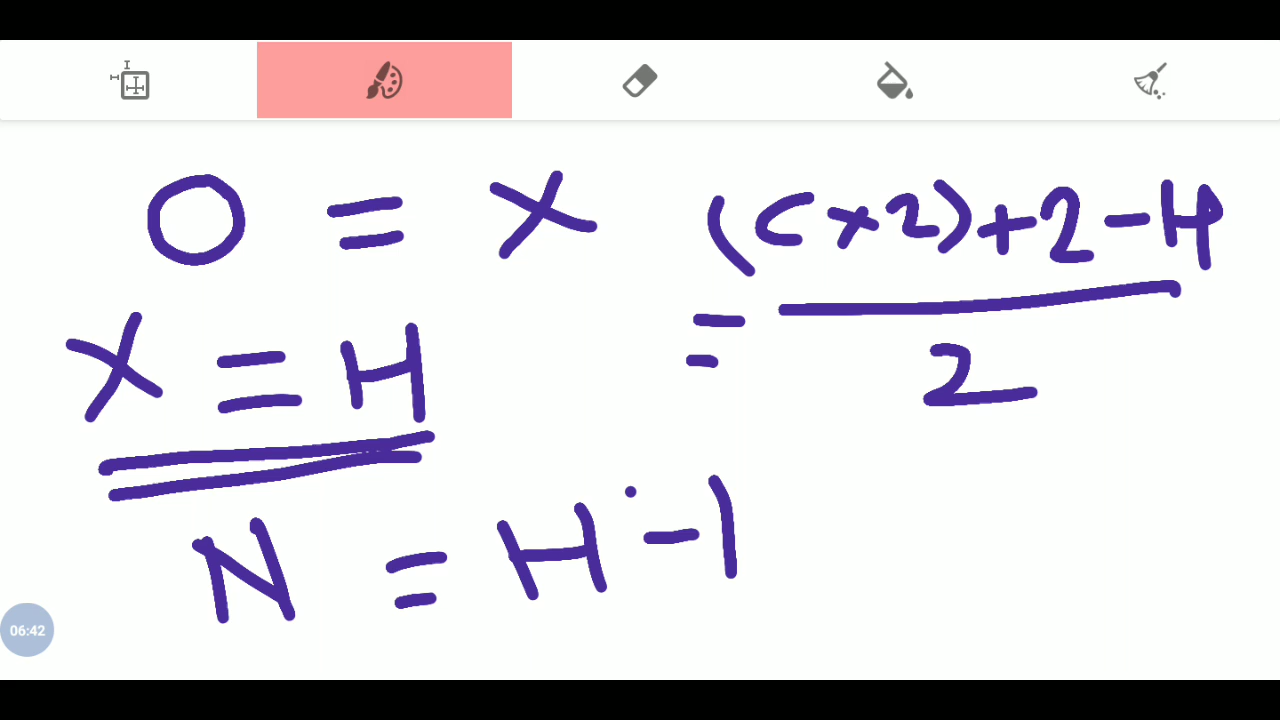 O = X
(C×2)+2-H
=
2
X = H
N = H-1
06:42